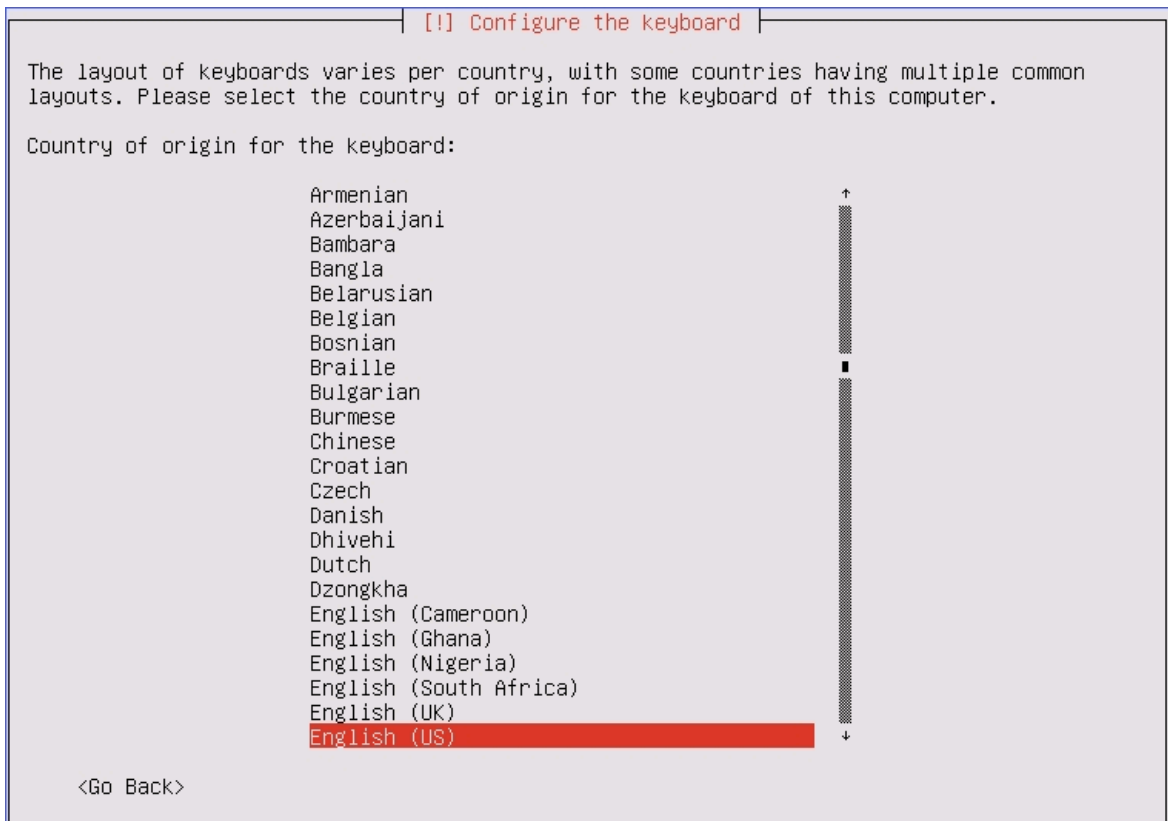 [!] Configure the keyboard
The layout of keyboards varies per country, with some countries having multiple common
layouts. Please select the country of origin for the keyboard of this computer.
Country of origin for the keyboard:
Armenian
Azerbaijani
Bambara
Bangla
Belarusian
Belgian
Bosnian
Braille
Bulgarian
Burmese
Chinese
Croatian
Czech
Danish
Dhivehi
Dutch
Dzongkha
English (Cameroon)
English (Ghana)
English (Nigeria)
English (South Africa)
English (UK)
English (US)
<Go Back>